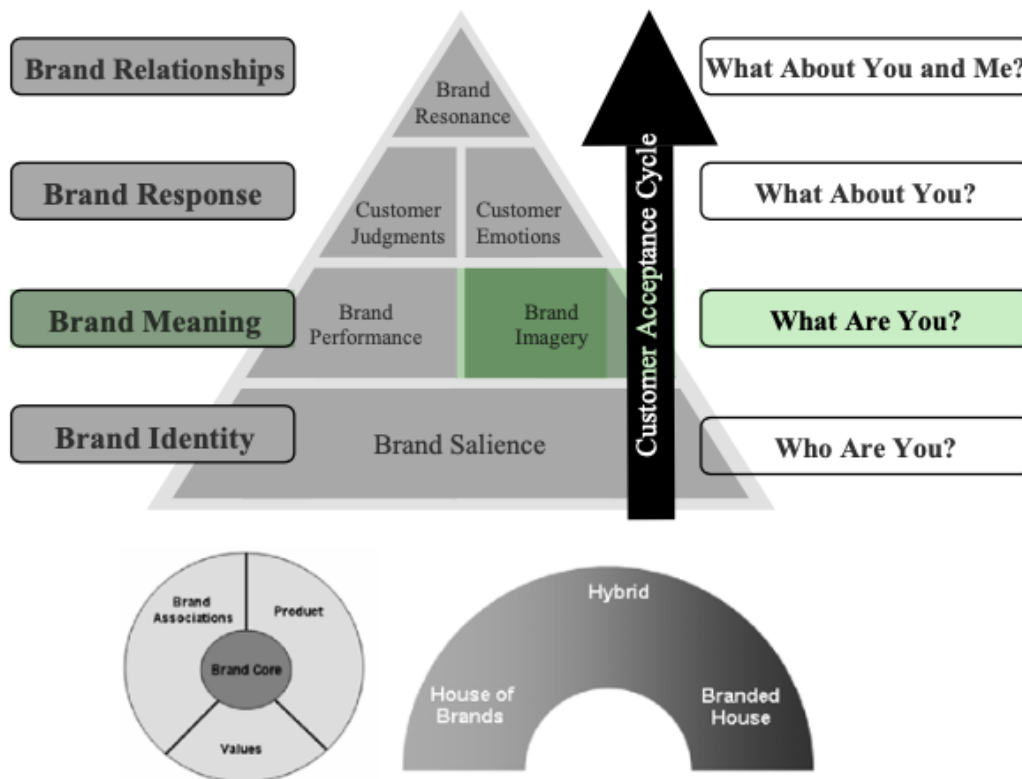 Brand Relationships
Brand
Resonance
What About You and Me?
Brand Response
Customer
Judgments
Customer
Emotions
What About You?
Brand Meaning
Brand
Performance
Brand
Imagery
What Are You?
Brand Identity
Brand Salience
Who Are You?
Customer Acceptance Cycle
Brand
Associations
Product
Brand Core
Values
Hybrid
House of
Brands
Branded
House